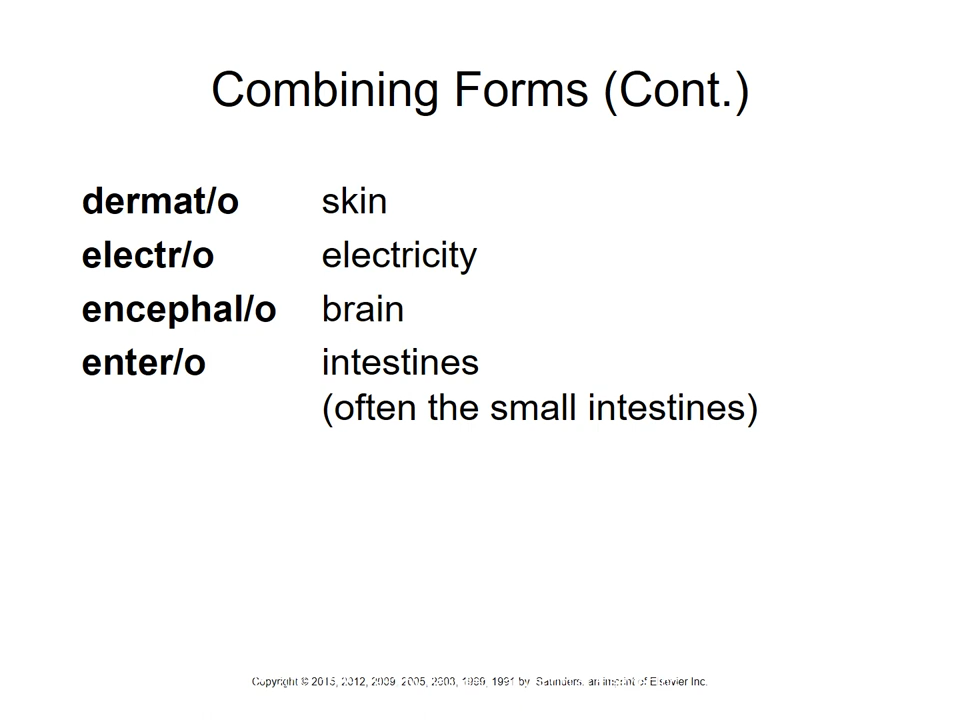 Combining Forms (Cont.)
dermat/o skin
electr/o electricity
encephal/o brain
enter/o intestines
(often the small intestines)
Copyright © 2015, 2012, 2009, 2005, 2003, 1999, 1991 by Saunders, an imprint of Elsevier Inc.